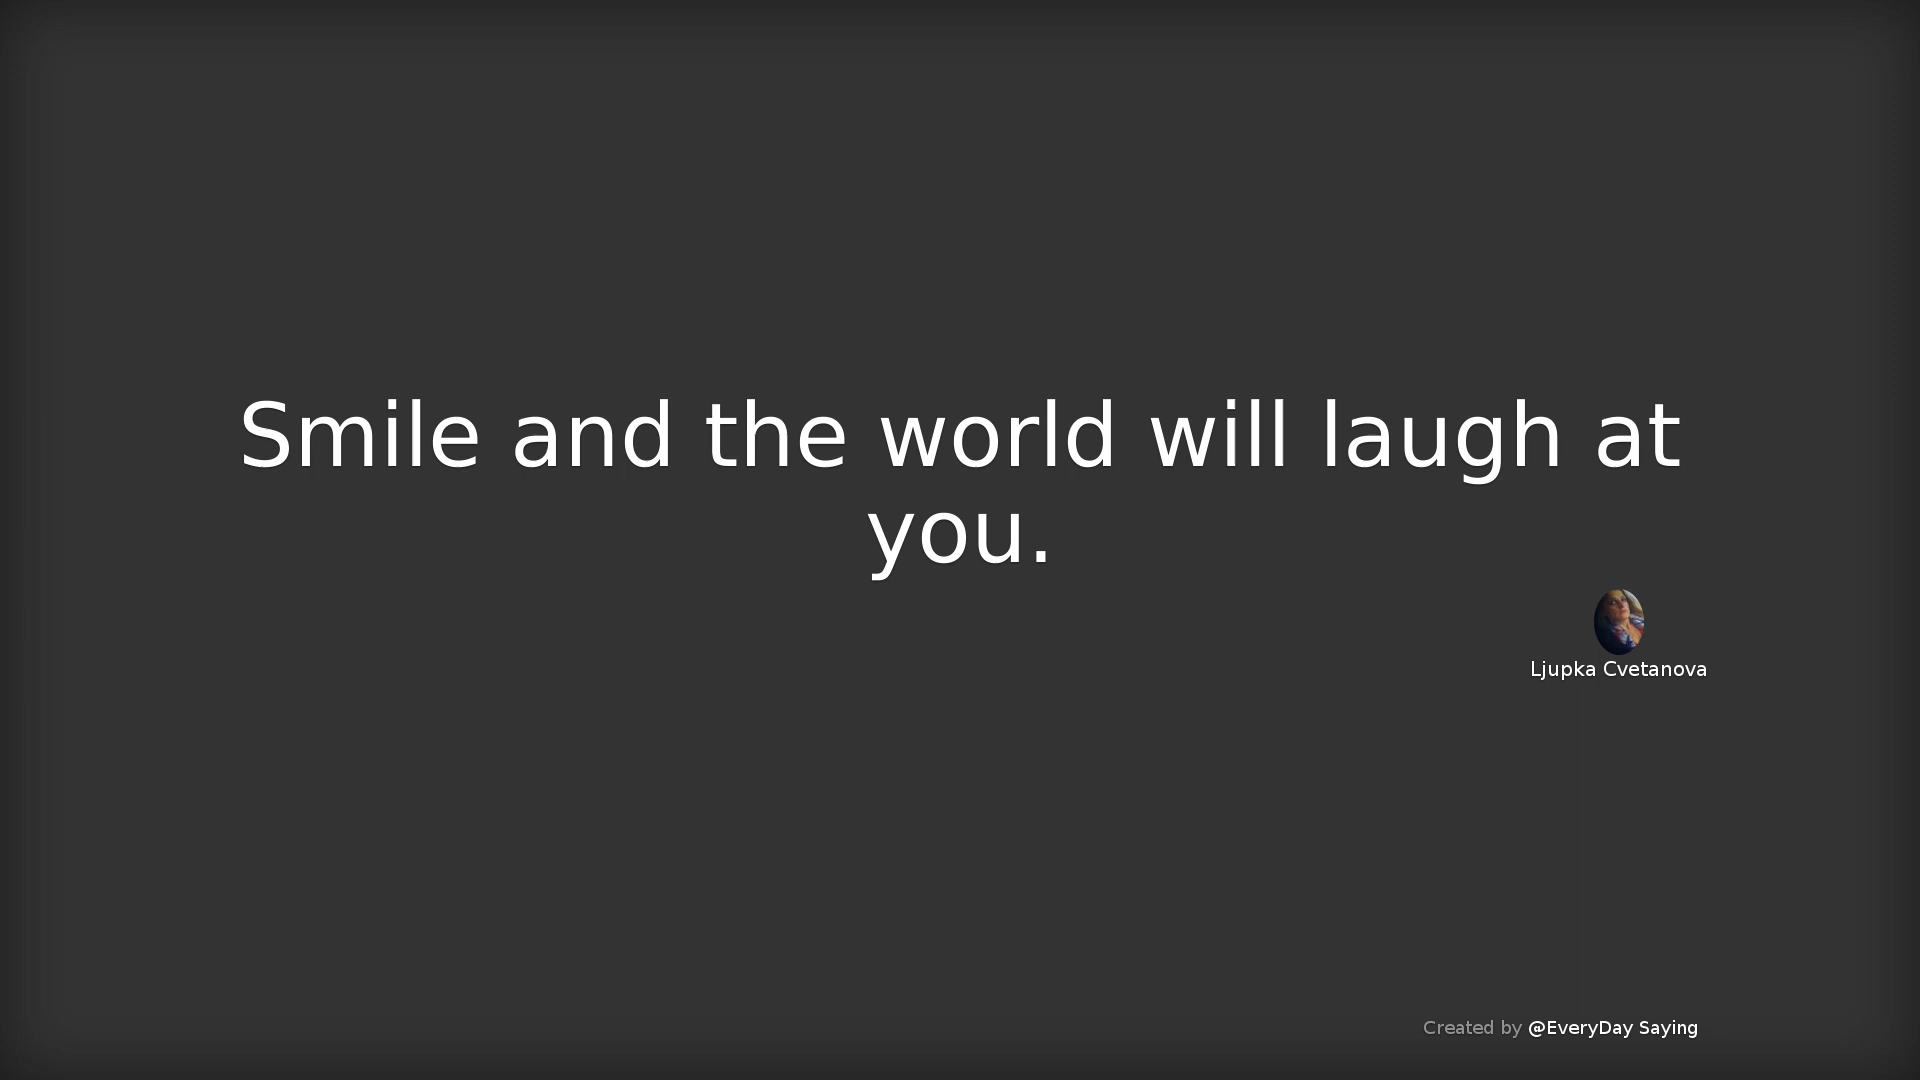 Smile and the world will laugh at
you.
Ljupka Cvetanova
Created by @EveryDay Saying